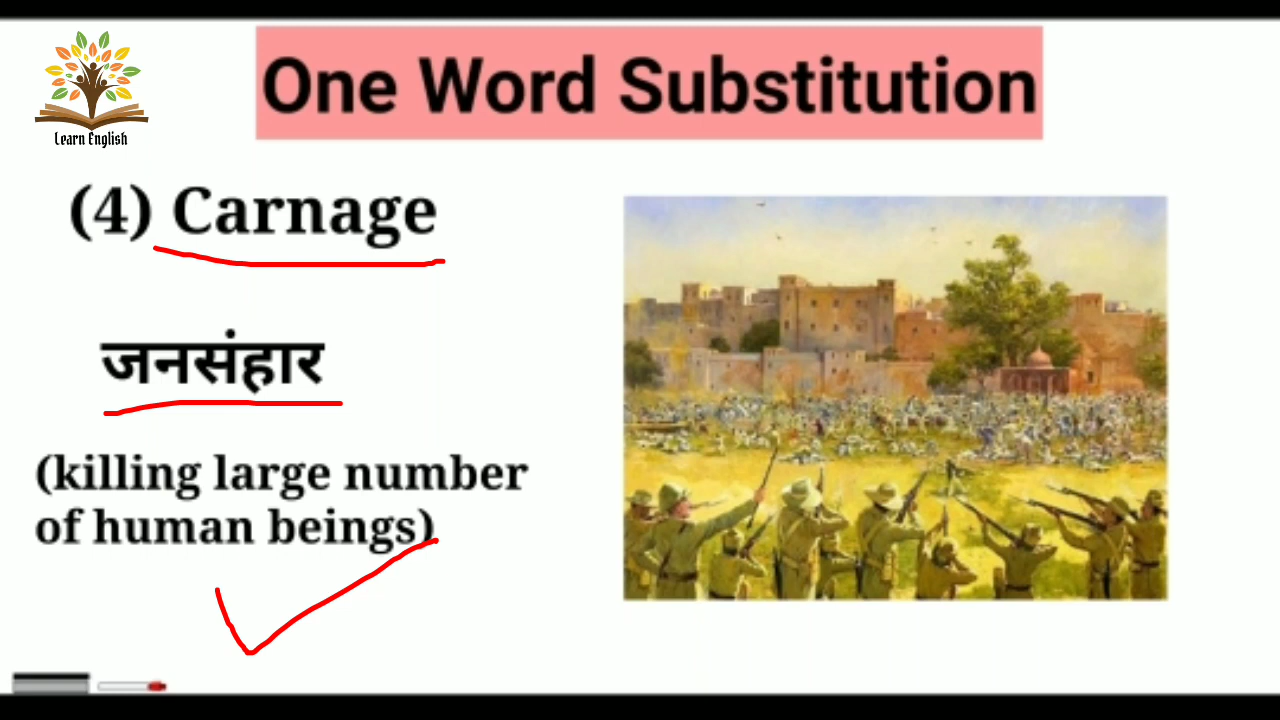 Learn English
One Word Substitution
(4) Carnage
जनसंहार
(killing large number
of human beings)